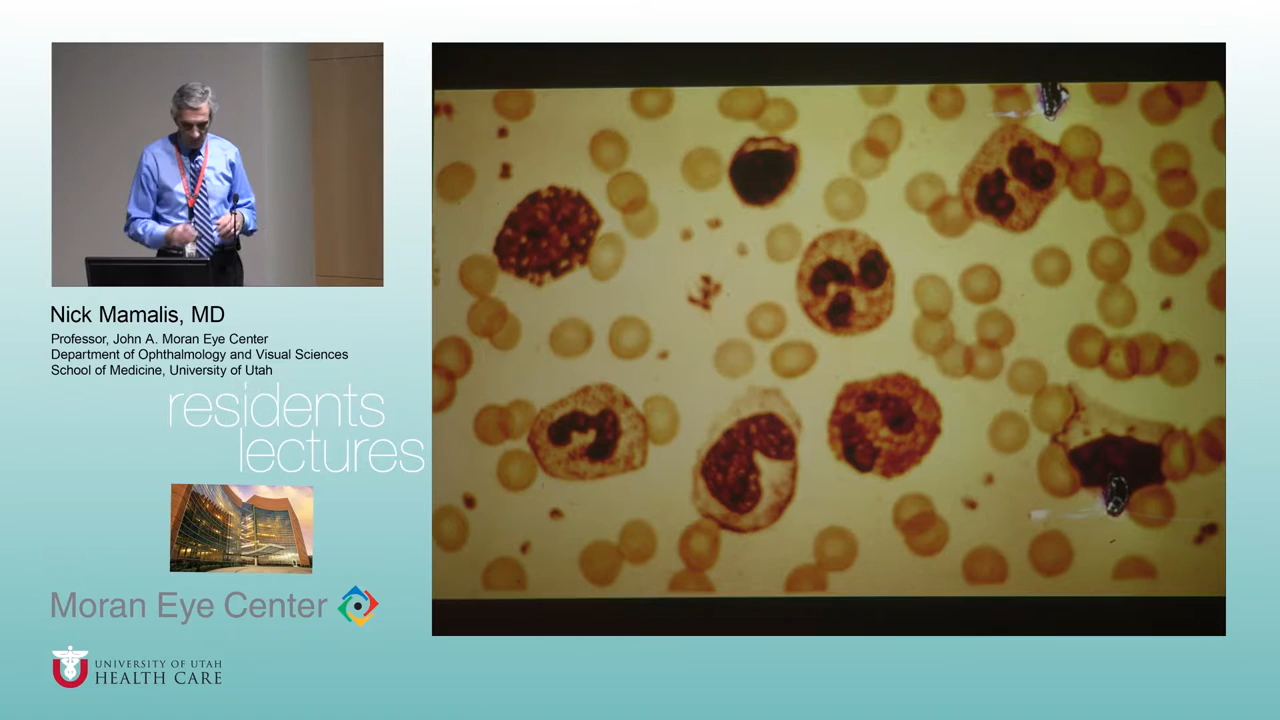 Nick Mamalis, MD
Professor, John A. Moran Eye Center
Department of Ophthalmology and Visual Sciences
School of Medicine, University of Utah
residents
lectures
Moran Eye Center
UNIVERSITY OF UTAH
HEALTH CARE